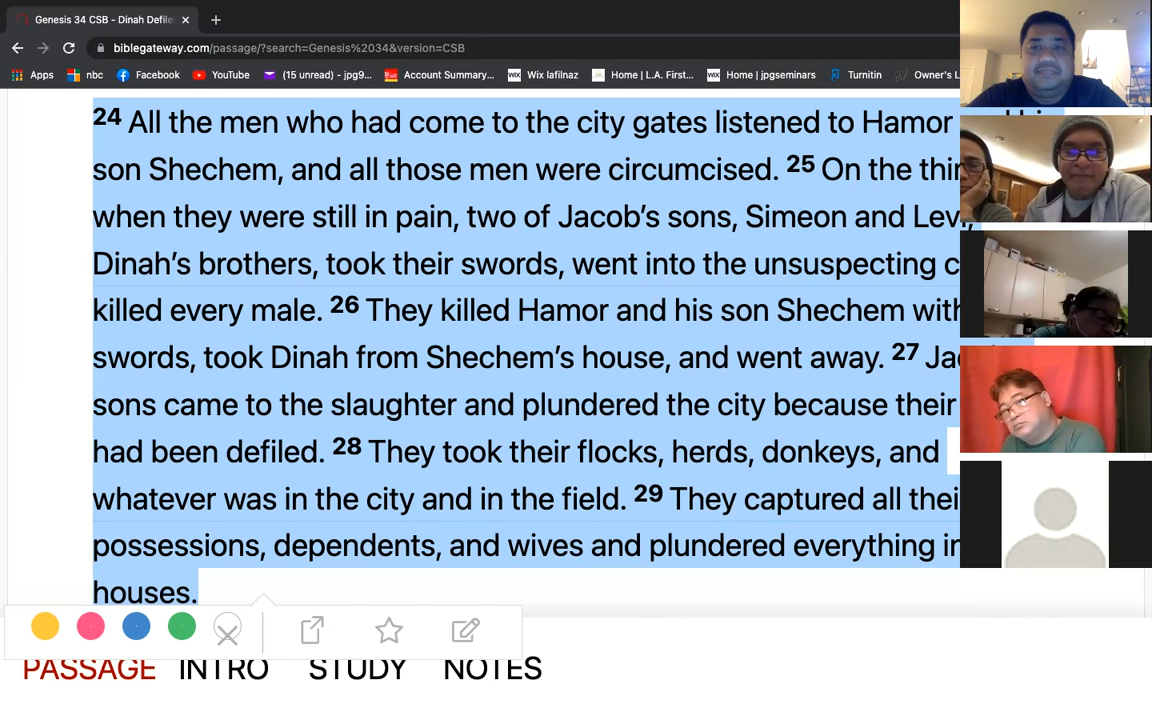 Genesis 34 CSB - Dinah Defile
biblegateway.com/passage/?search=Genesis%2034&version=CSB
Apps nbc Facebook YouTube (15 unread) - jpg9... Account Summary... Wix lafilnaz Home | L.A. First... Home | jpgseminars Turnitin Owner's L
24 All the men who had come to the city gates listened to Hamor
son Shechem, and all those men were circumcised. 25 On the thir
when they were still in pain, two of Jacob's sons, Simeon and Levi,
Dinah's brothers, took their swords, went into the unsuspecting c
killed every male. 26 They killed Hamor and his son Shechem with
swords, took Dinah from Shechem's house, and went away. 27 Jac
sons came to the slaughter and plundered the city because their
had been defiled. 28 They took their flocks, herds, donkeys, and
whatever was in the city and in the field. 29 They captured all thei
possessions, dependents, and wives and plundered everything in
houses.
PASSAGE INTRO STUDY NOTES